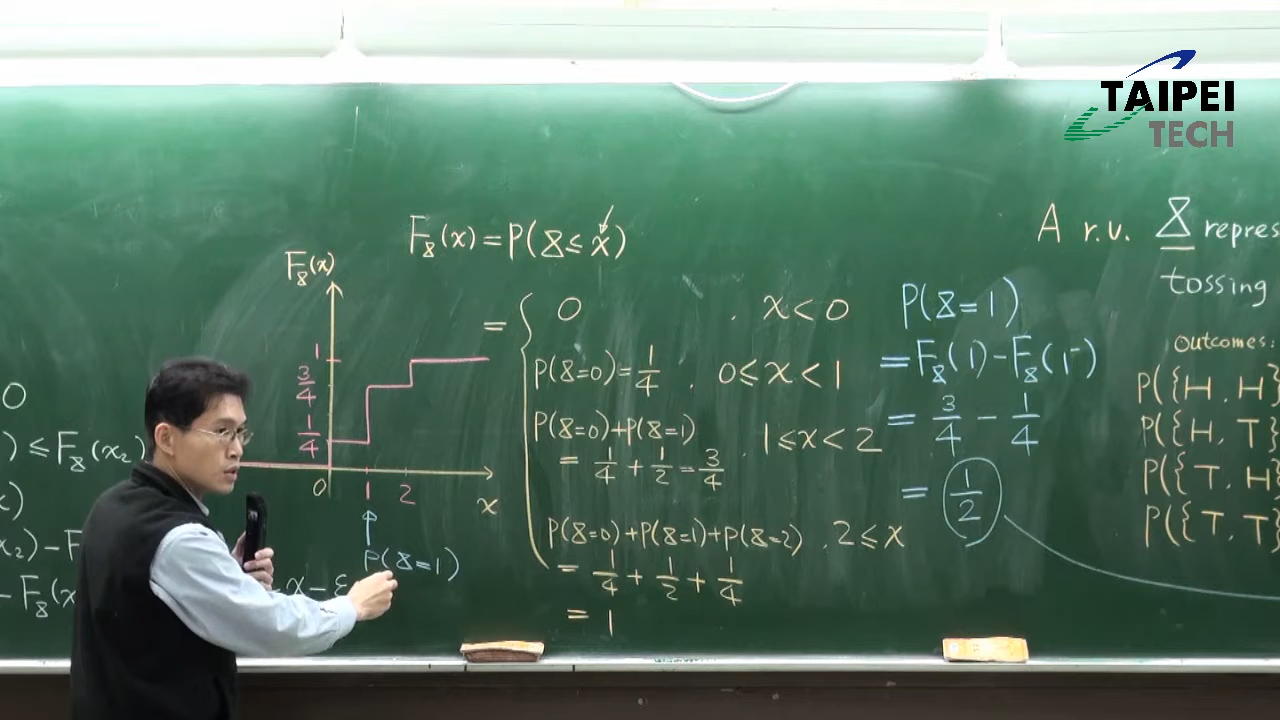 TAIPEI
TECH
F_X(x) = P(X ≤ x)
F_X(x)
1
3/4
1/4
0
1
2
x
P(X=1)
= { 0 , x < 0
P(X=0) = 1/4 , 0 ≤ x < 1
P(X=0)+P(X=1)
= 1/4 + 1/2 = 3/4 , 1 ≤ x < 2
P(X=0)+P(X=1)+P(X=2) , 2 ≤ x
= 1/4 + 1/2 + 1/4
= 1
P(X=1)
= F_X(1) - F_X(1⁻)
= 3/4 - 1/4
= 1/2
A r.v. X repres
tossing
Outcomes:
P({H, H}
P({H, T}
P({T, H}
P({T, T}
0
) ≤ F_X(x₂)
x)
x₂) - F
- F_X(x
x - ε